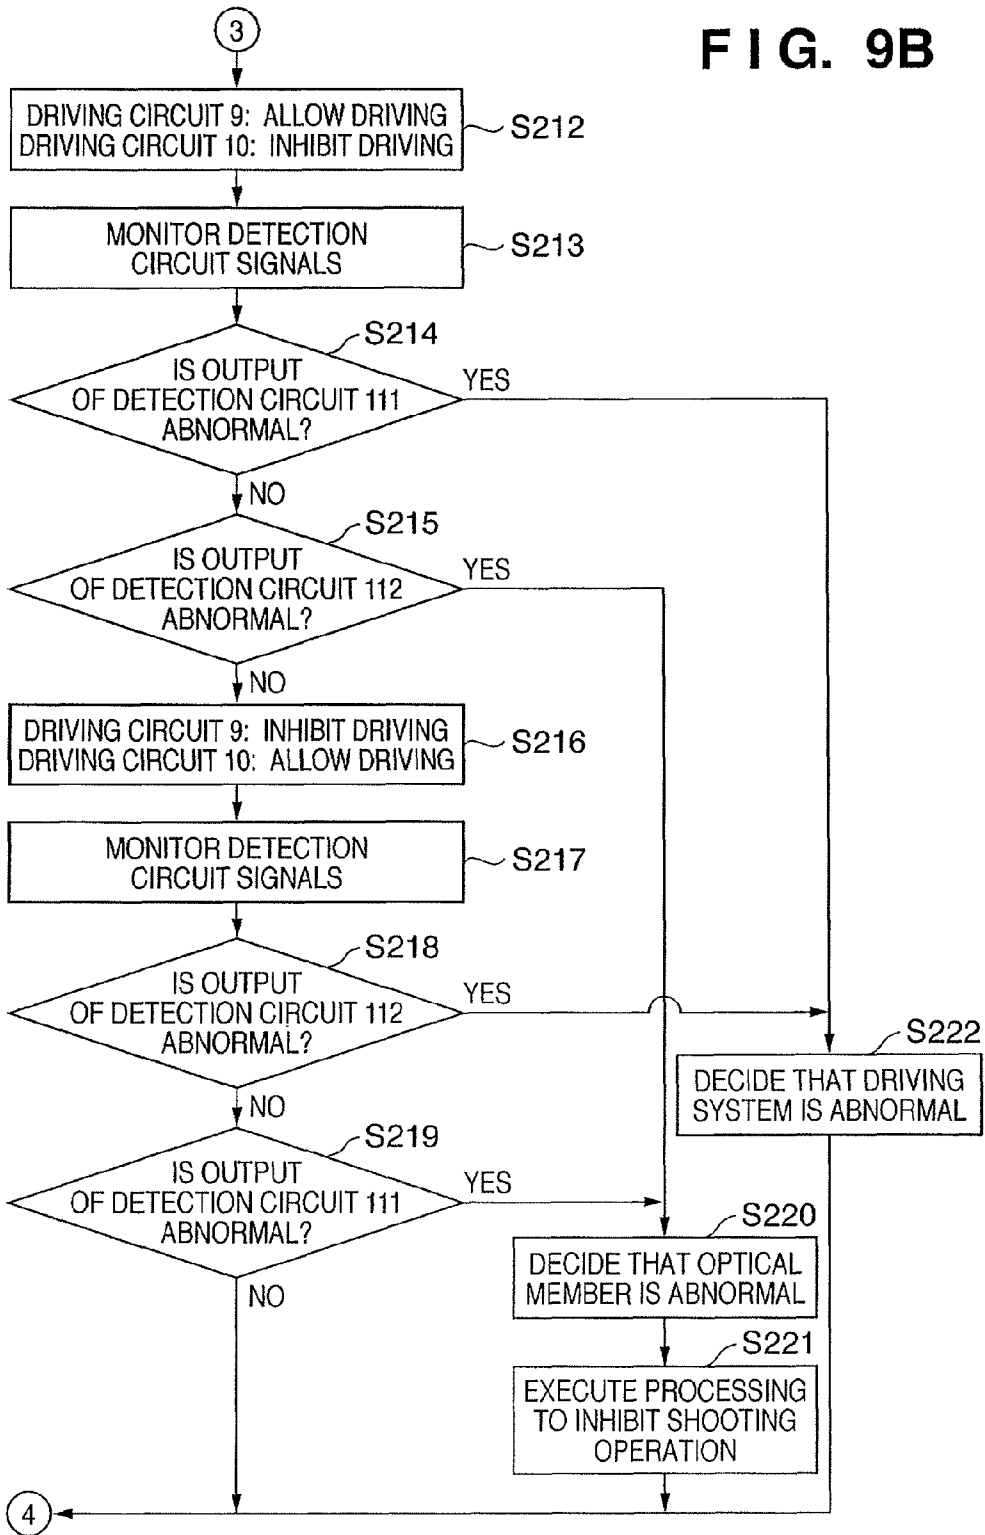 3
FIG. 9B
DRIVING CIRCUIT 9: ALLOW DRIVING
DRIVING CIRCUIT 10: INHIBIT DRIVING
S212
MONITOR DETECTION
CIRCUIT SIGNALS
S213
S214
IS OUTPUT
OF DETECTION CIRCUIT 111
ABNORMAL?
YES
NO
S215
IS OUTPUT
OF DETECTION CIRCUIT 112
ABNORMAL?
YES
NO
DRIVING CIRCUIT 9: INHIBIT DRIVING
DRIVING CIRCUIT 10: ALLOW DRIVING
S216
MONITOR DETECTION
CIRCUIT SIGNALS
S217
S218
IS OUTPUT
OF DETECTION CIRCUIT 112
ABNORMAL?
YES
NO
S222
DECIDE THAT DRIVING
SYSTEM IS ABNORMAL
S219
IS OUTPUT
OF DETECTION CIRCUIT 111
ABNORMAL?
YES
NO
S220
DECIDE THAT OPTICAL
MEMBER IS ABNORMAL
S221
EXECUTE PROCESSING
TO INHIBIT SHOOTING
OPERATION
4